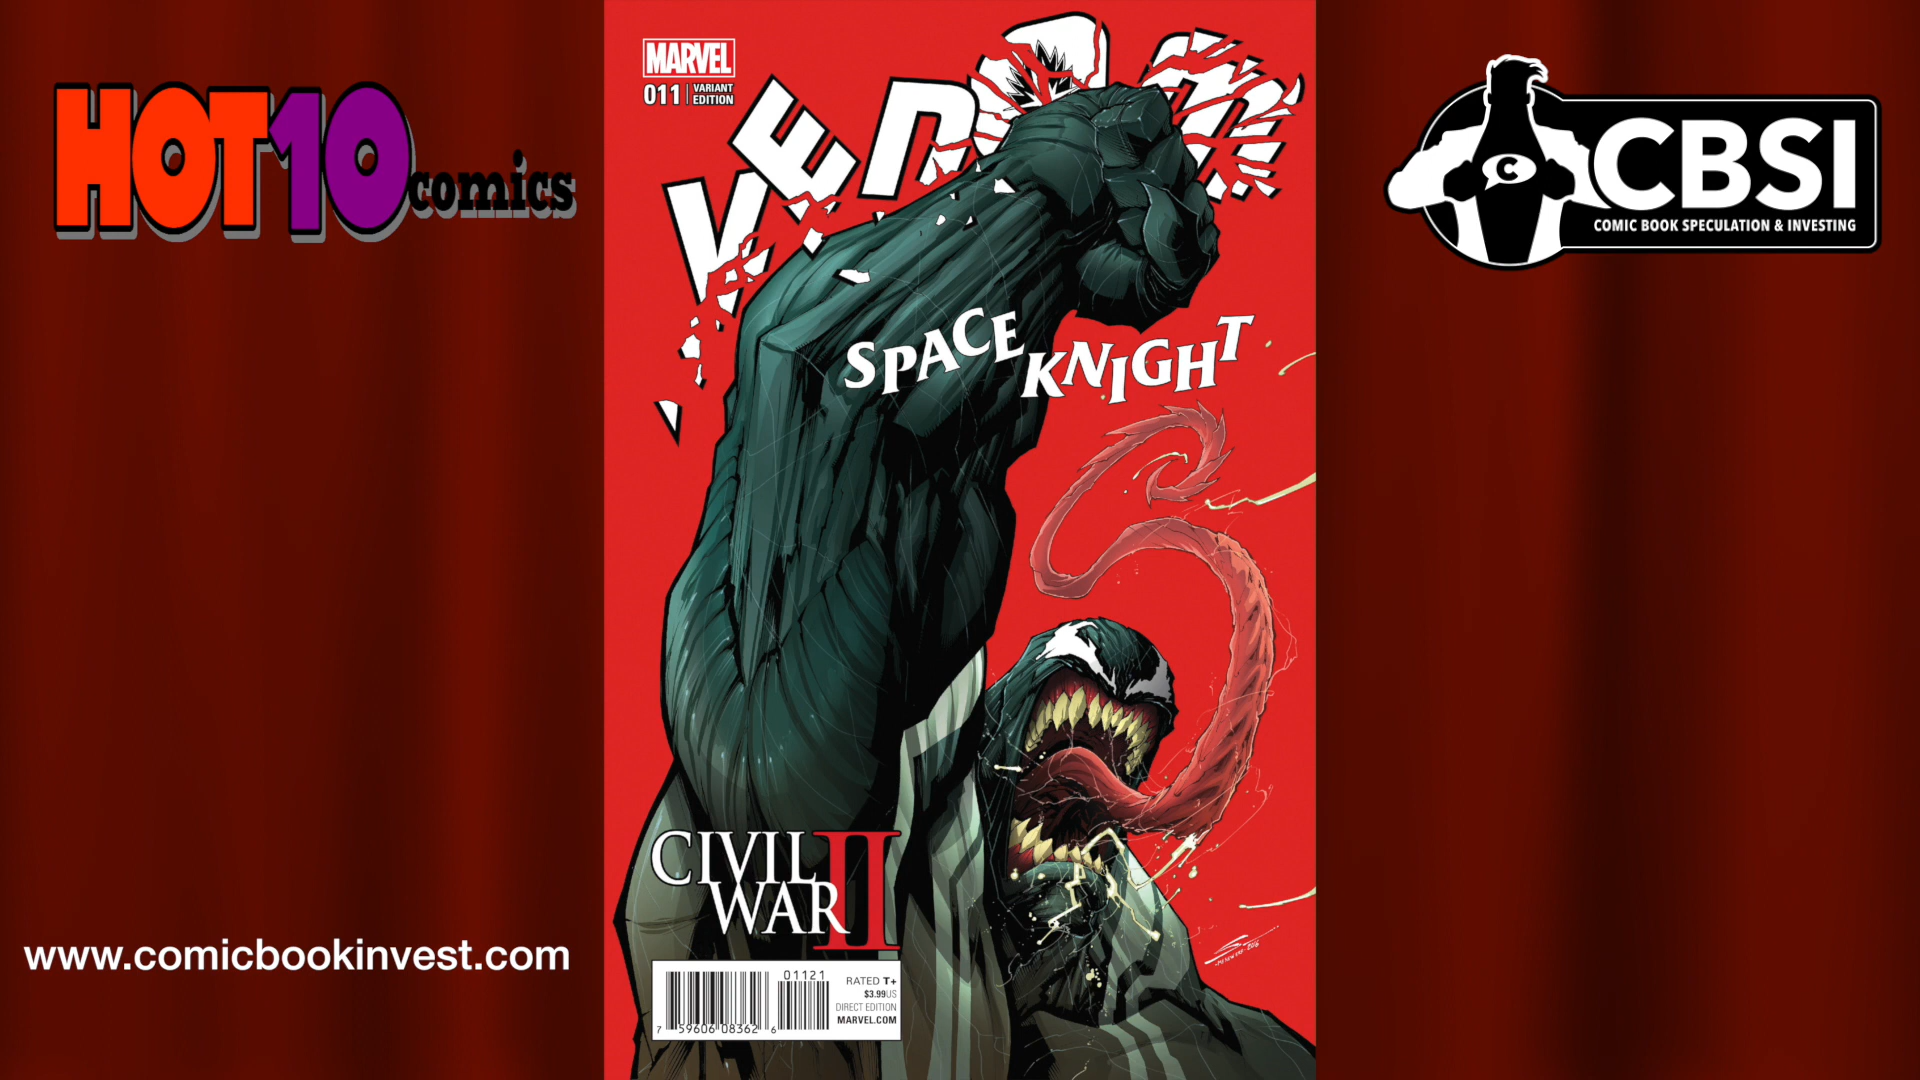 HOT10comics
MARVEL
011 VARIANT EDITION
VENOM
SPACE KNIGHT
CBSI
COMIC BOOK SPECULATION & INVESTING
CIVIL WAR II
www.comicbookinvest.com
01121
RATED T+
$3.99US
DIRECT EDITION
MARVEL.COM
7 59606 08362 6